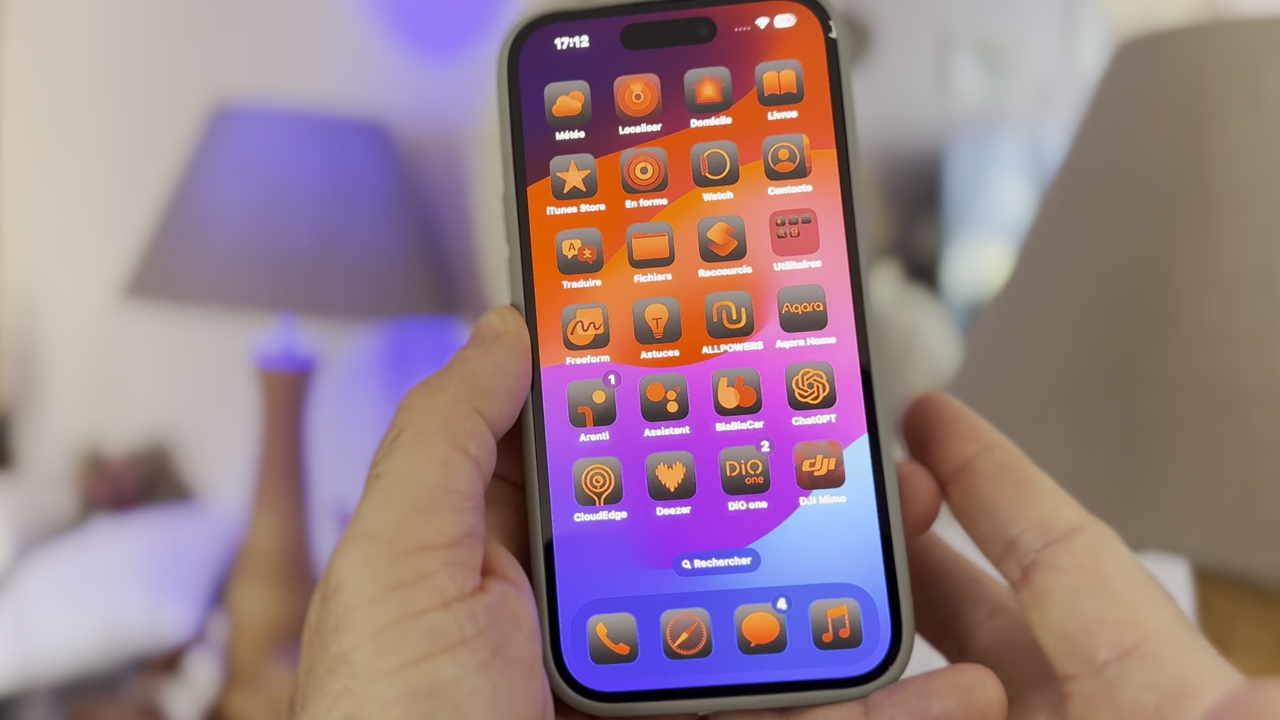 17:12
Météo Localiser Domicile Livres
iTunes Store En forme Watch Contacts
A
Traduire Fichiers Raccourcis Utilitaires
T
Aqara
Freeform Astuces ALLPOWERS Aqara Home
1
Arenti Assistant BlaBlaCar ChatGPT
2
DiO
one
dji
CloudEdge Deezer DiO one DJI Mimo
Rechercher
4